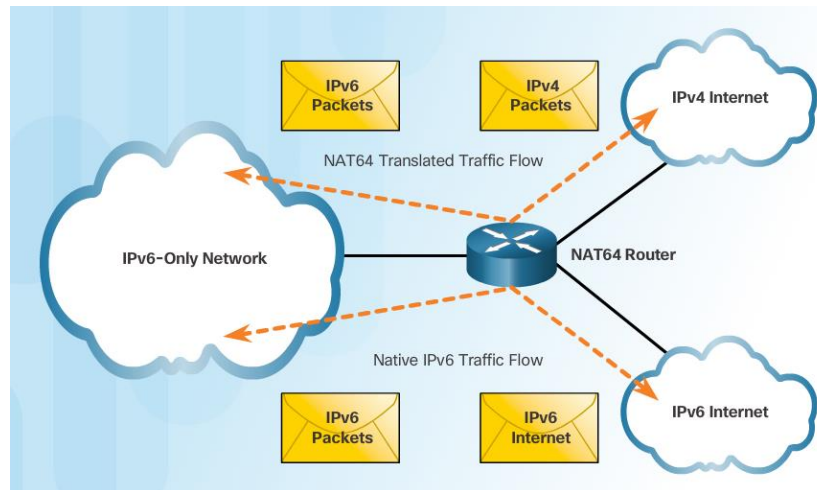 IPv6
Packets
IPv4
Packets
IPv4 Internet
NAT64 Translated Traffic Flow
IPv6-Only Network
NAT64 Router
Native IPv6 Traffic Flow
IPv6
Packets
IPv6
Internet
IPv6 Internet